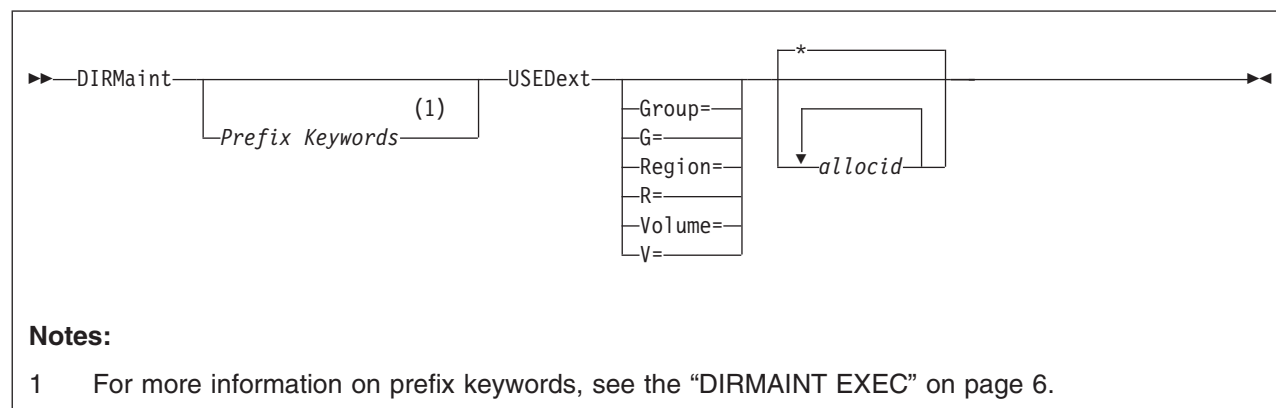 *
DIRMaint USEDext
(1)
Prefix Keywords
Group=
G=
Region=
R=
Volume=
V=
allocid
Notes:
1 For more information on prefix keywords, see the “DIRMAINT EXEC” on page 6.